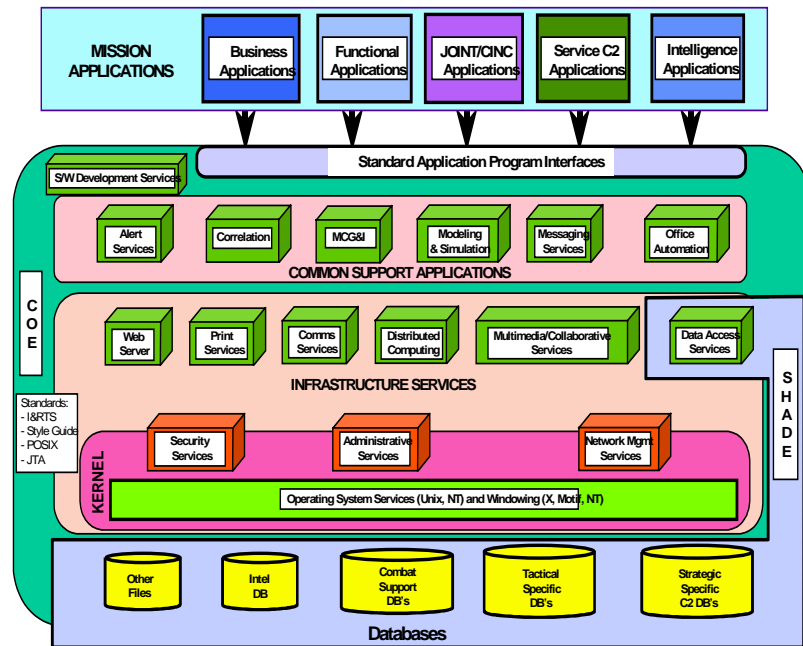 MISSION
APPLICATIONS
Business
Applications
Functional
Applications
JOINT/CINC
Applications
Service C2
Applications
Intelligence
Applications
Standard Application Program Interfaces
S/W Development Services
Alert
Services
Correlation
MCG&I
Modeling
& Simulation
Messaging
Services
Office
Automation
COMMON SUPPORT APPLICATIONS
COE
Web
Server
Print
Services
Comms
Services
Distributed
Computing
Multimedia/Collaborative
Services
Data Access
Services
INFRASTRUCTURE SERVICES
SHADE
Standards:
- I&RTS
- Style Guide
- POSIX
- JTA
Security
Services
Administrative
Services
Network Mgmt
Services
KERNEL
Operating System Services (Unix, NT) and Windowing (X, Motif, NT)
Other
Files
Intel
DB
Combat
Support
DB's
Tactical
Specific
DB's
Strategic
Specific
C2 DB's
Databases